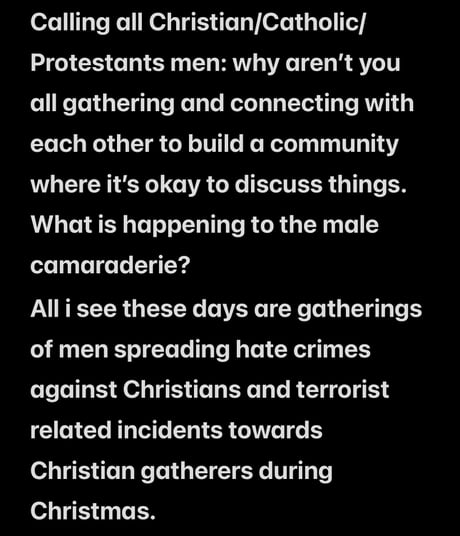 Calling all Christian/Catholic/
Protestants men: why aren’t you
all gathering and connecting with
each other to build a community
where it’s okay to discuss things.
What is happening to the male
camaraderie?
All i see these days are gatherings
of men spreading hate crimes
against Christians and terrorist
related incidents towards
Christian gatherers during
Christmas.